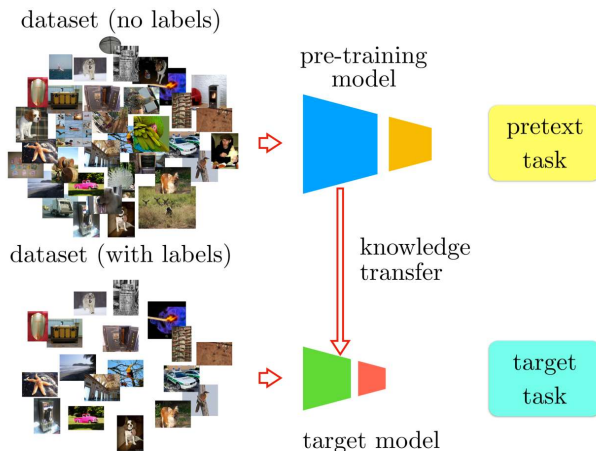 dataset (no labels)
pre-training
model
pretext
task
dataset (with labels)
knowledge
transfer
target
task
target model